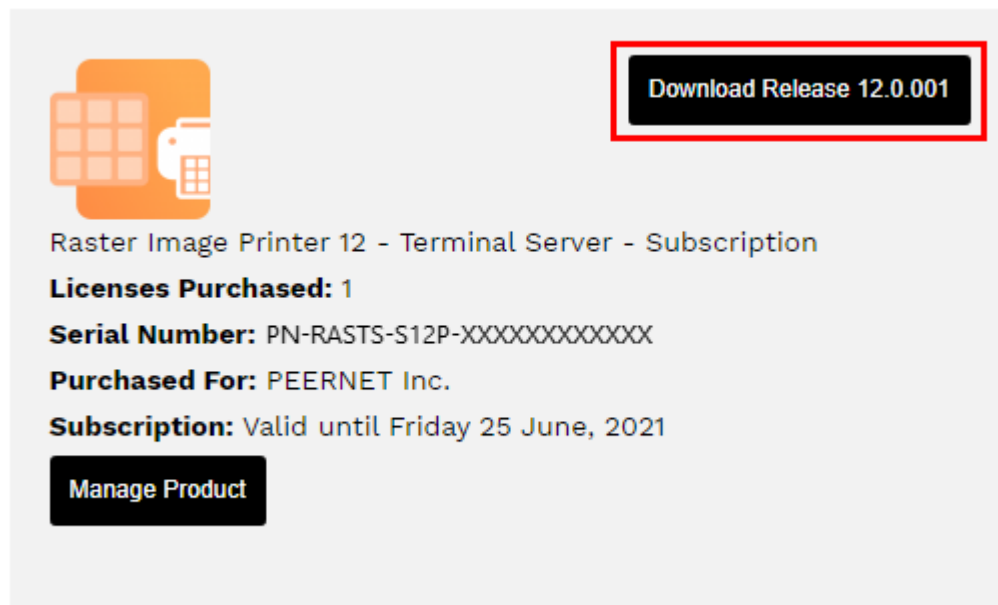 Download Release 12.0.001
Raster Image Printer 12 - Terminal Server - Subscription
Licenses Purchased: 1
Serial Number: PN-RASTS-S12P-XXXXXXXXXXXX
Purchased For: PEERNET Inc.
Subscription: Valid until Friday 25 June, 2021
Manage Product